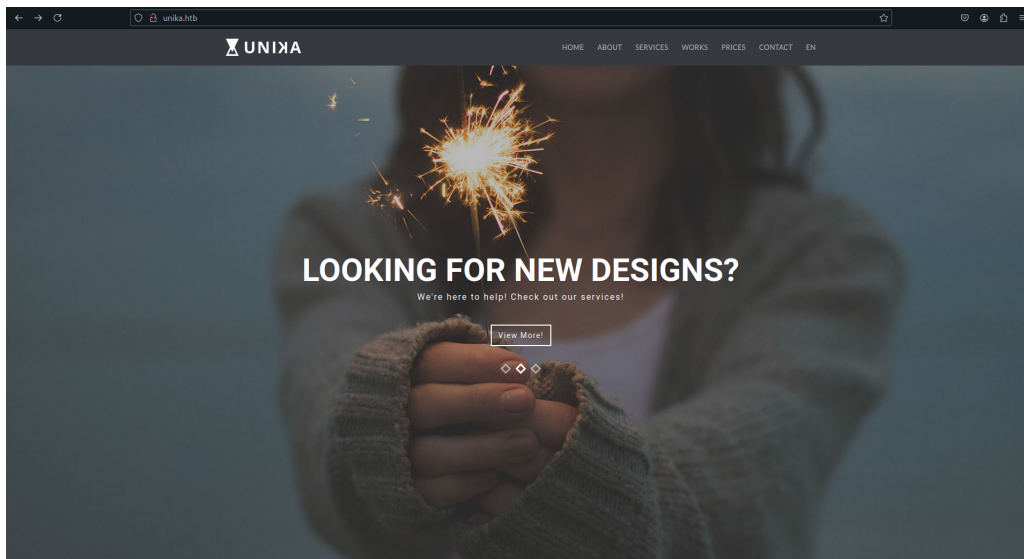 unika.htb
UNIKA
HOME ABOUT SERVICES WORKS PRICES CONTACT EN
LOOKING FOR NEW DESIGNS?
We're here to help! Check out our services!
View More!